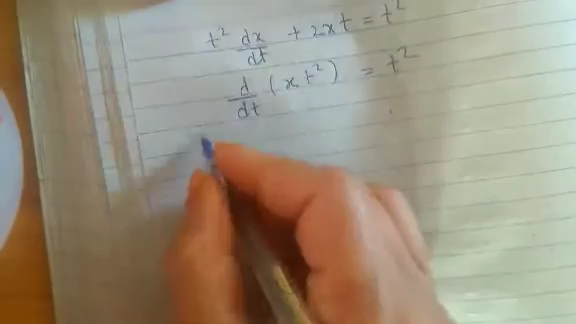 t² dx/dt + 2xt = t²
d/dt (xt²) = t²